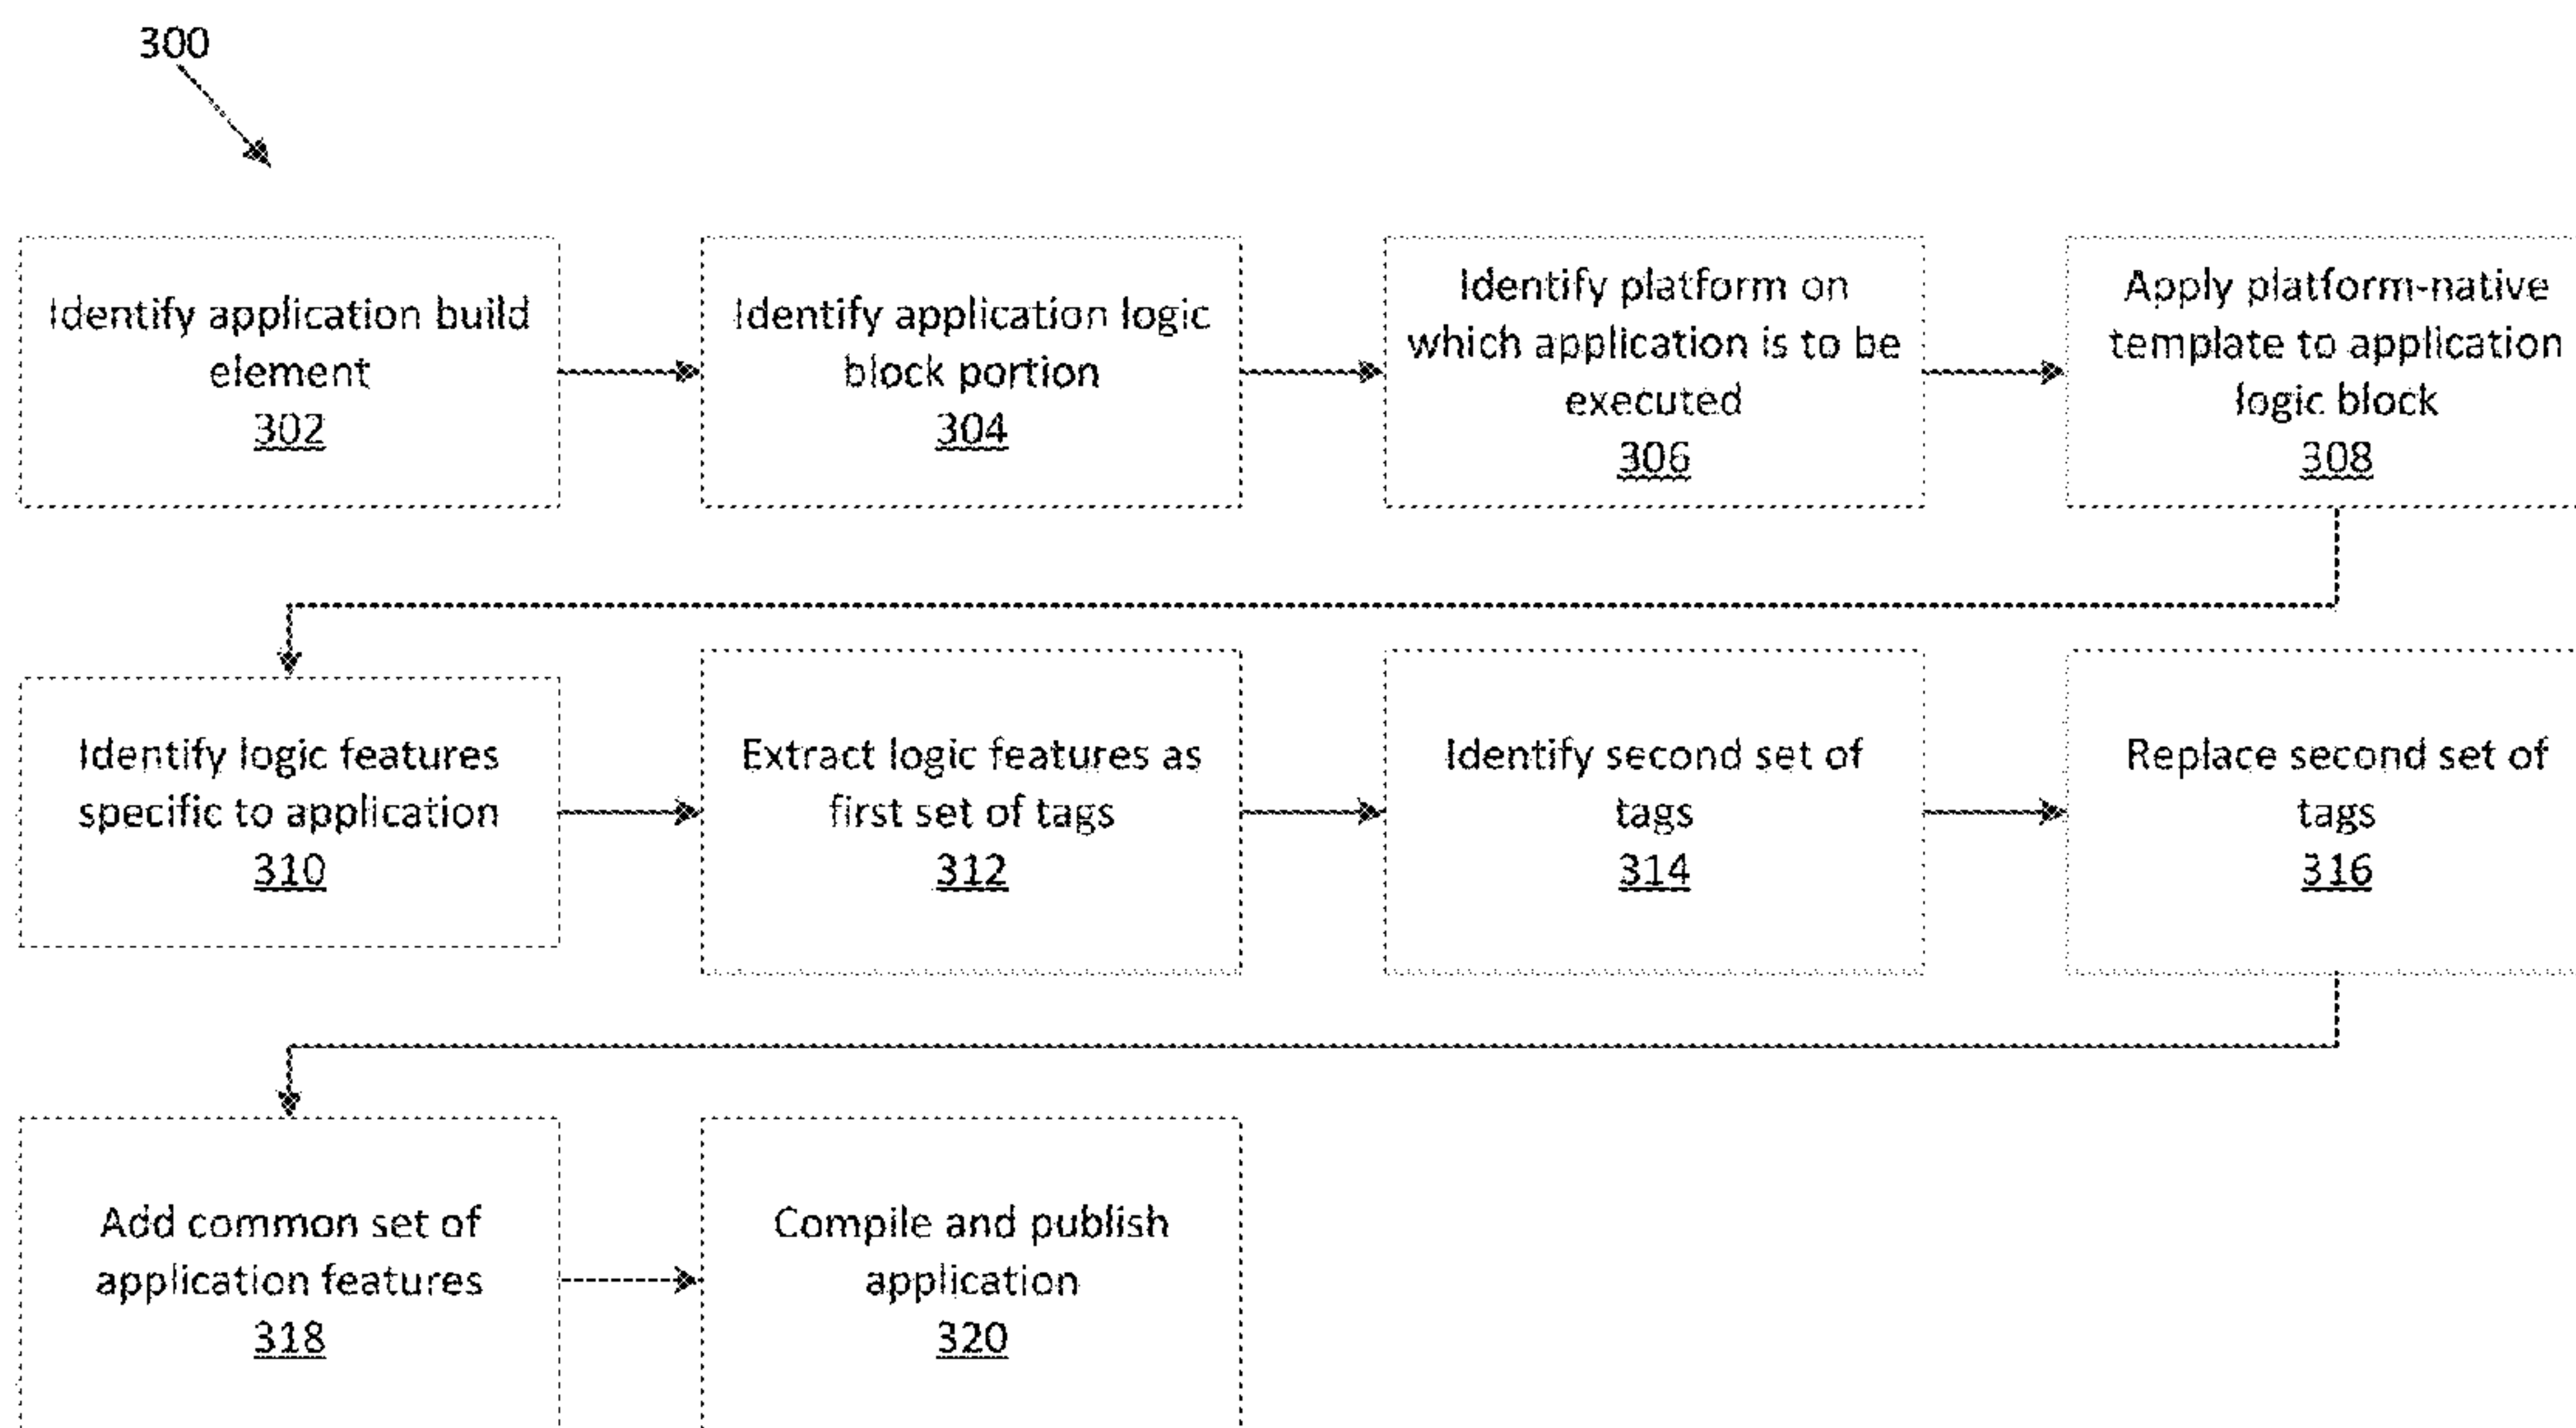 300
Identify application build
element
302
Identify application logic
block portion
304
Identify platform on
which application is to be
executed
306
Apply platform-native
template to application
logic block
308
Identify logic features
specific to application
310
Extract logic features as
first set of tags
312
Identify second set of
tags
314
Replace second set of
tags
316
Add common set of
application features
318
Compile and publish
application
320